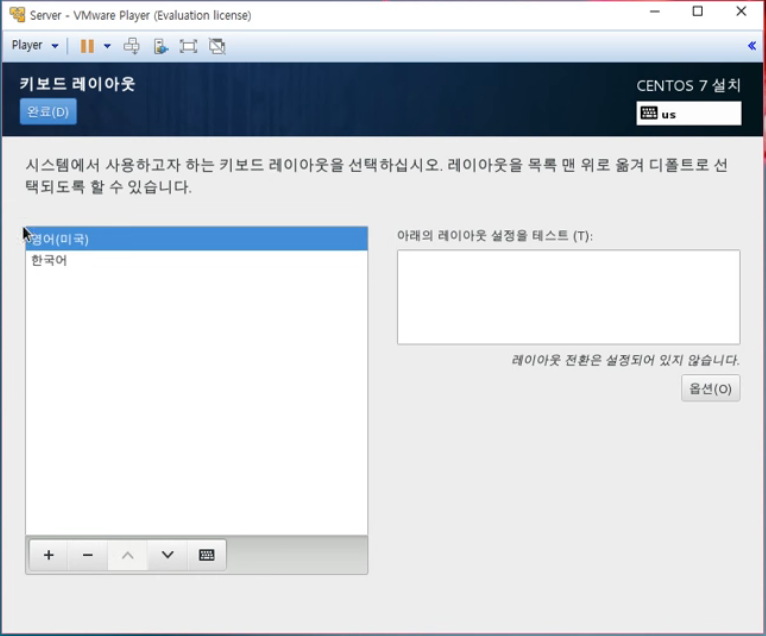 Server - VMware Player (Evaluation license)
Player
키보드 레이아웃
CENTOS 7 설치
완료(D)
us
시스템에서 사용하고자 하는 키보드 레이아웃을 선택하십시오. 레이아웃을 목록 맨 위로 옮겨 디폴트로 선
택되도록 할 수 있습니다.
영어(미국)
한국어
아래의 레이아웃 설정을 테스트 (T):
레이아웃 전환은 설정되어 있지 않습니다.
옵션(O)